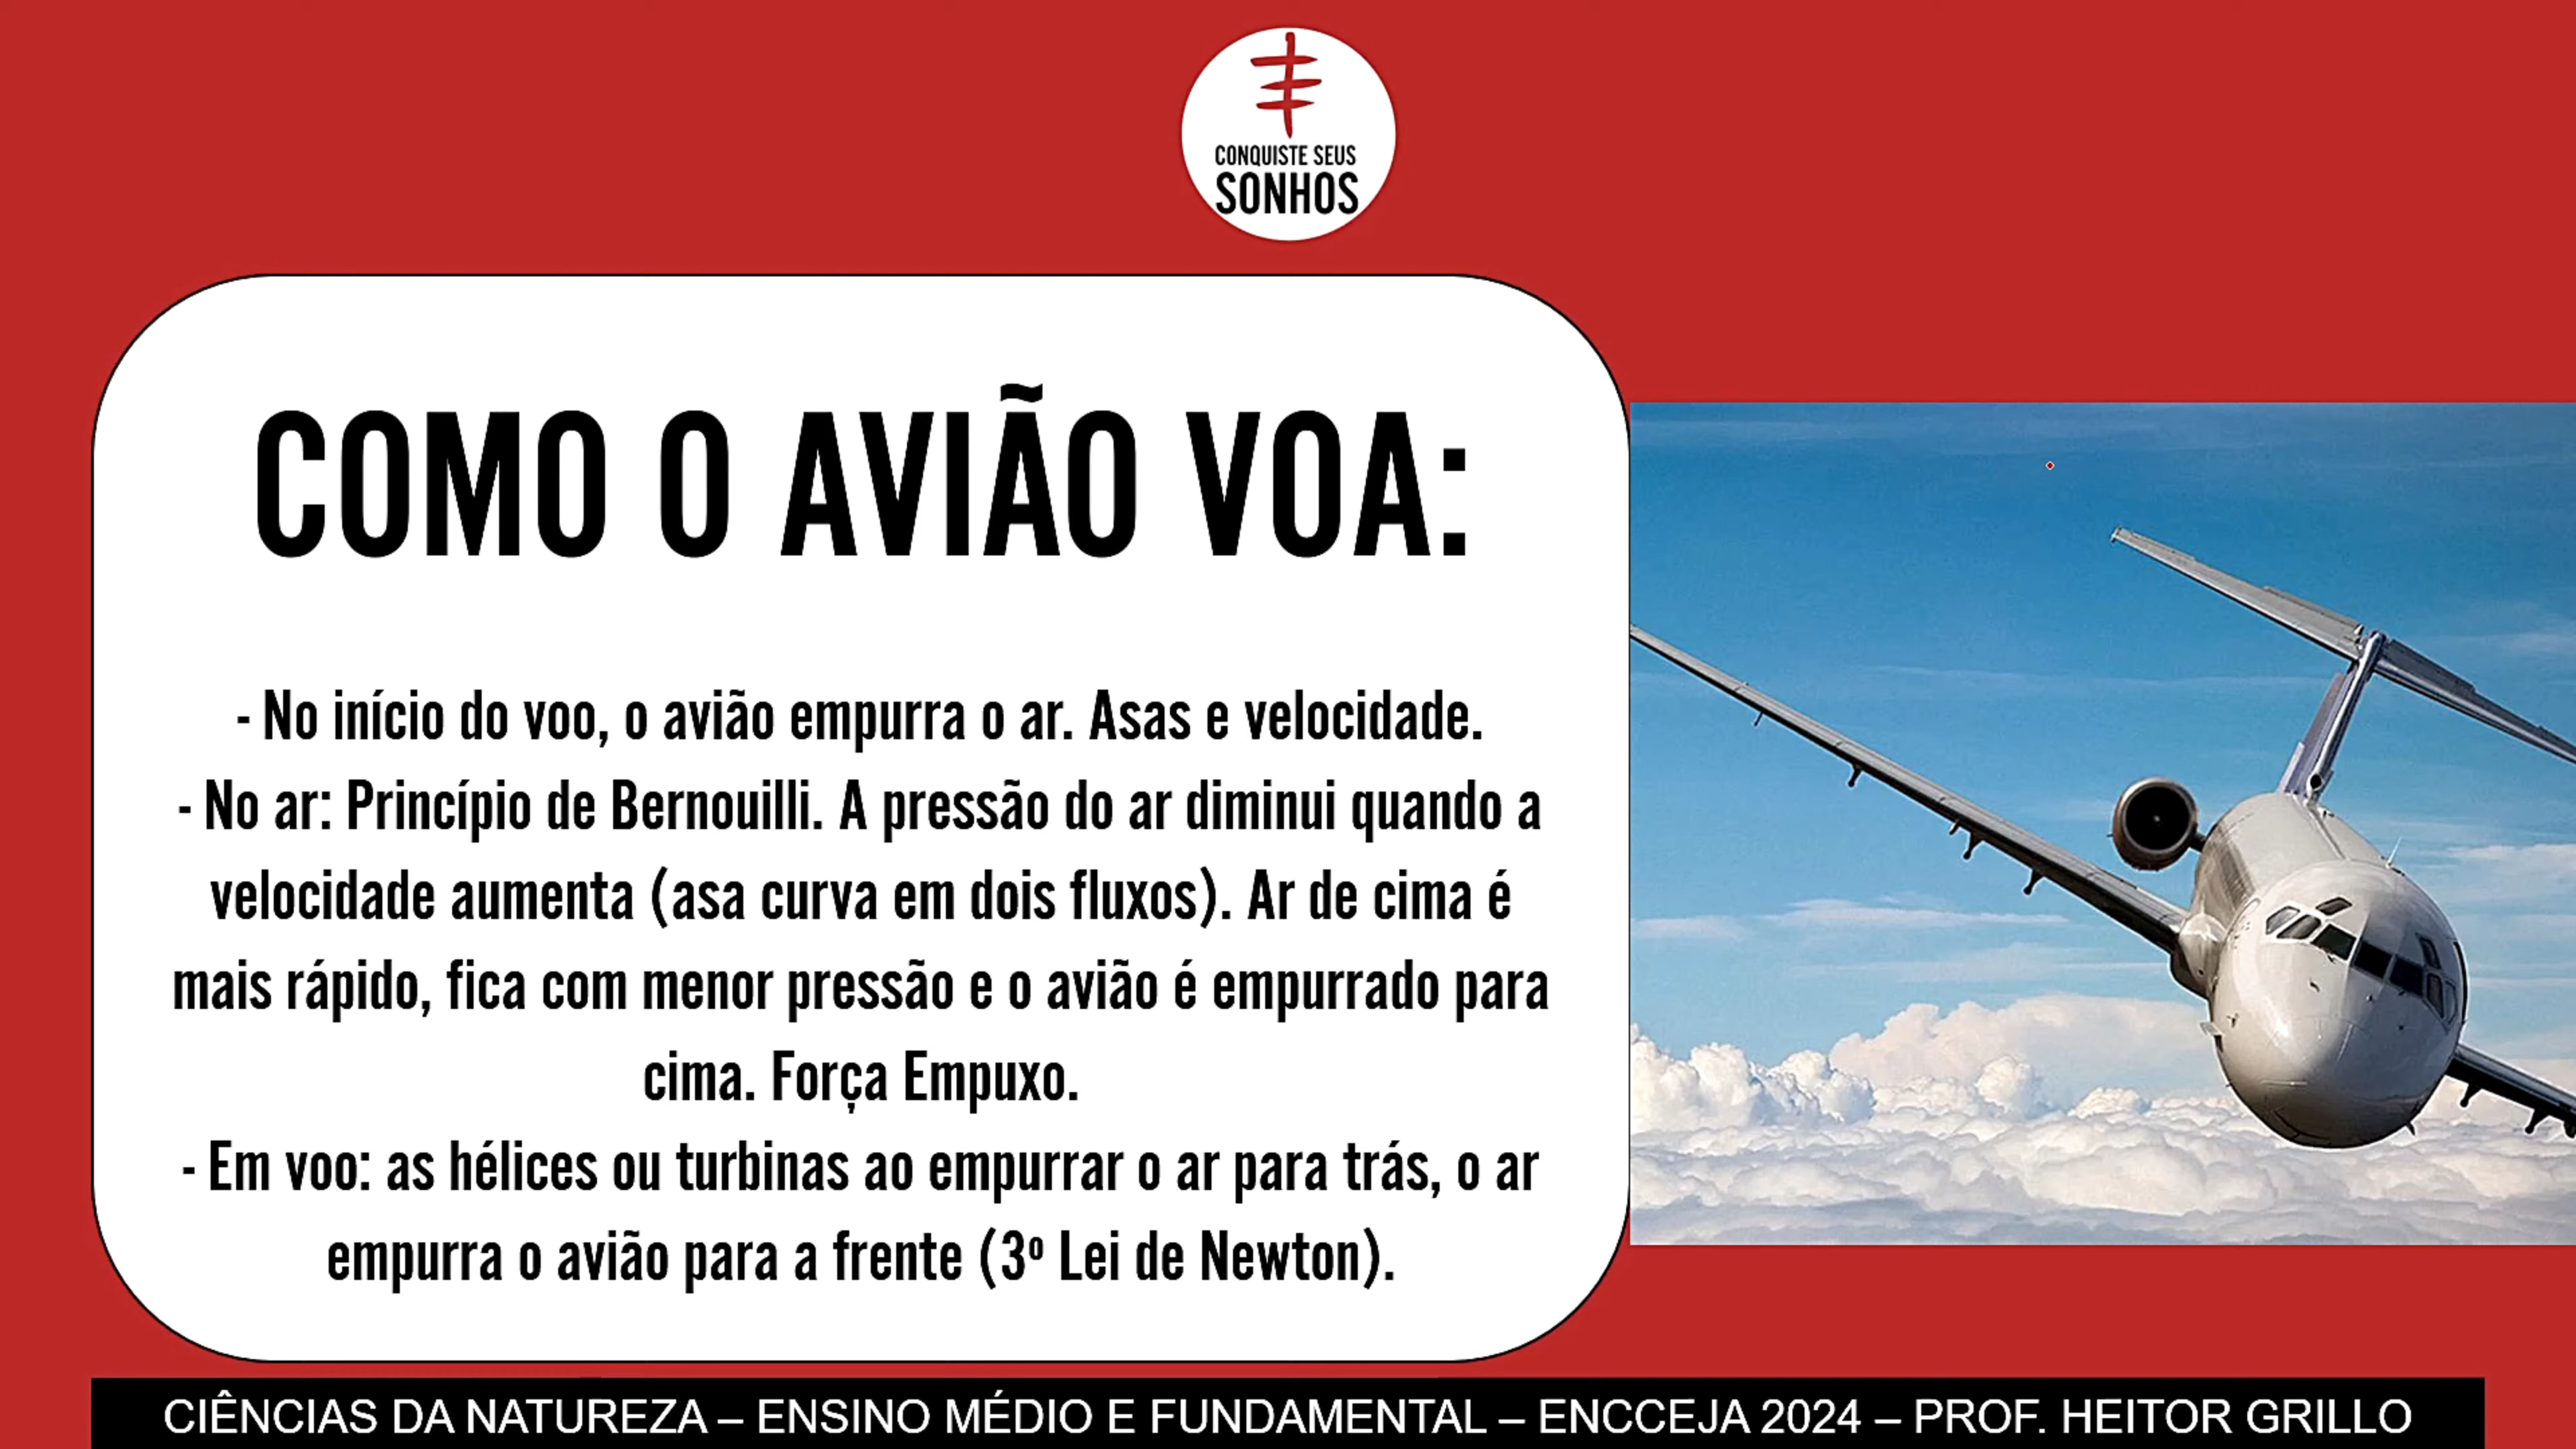 CONQUISTE SEUS
SONHOS
COMO O AVIÃO VOA:
- No início do voo, o avião empurra o ar. Asas e velocidade.
- No ar: Princípio de Bernouilli. A pressão do ar diminui quando a
velocidade aumenta (asa curva em dois fluxos). Ar de cima é
mais rápido, fica com menor pressão e o avião é empurrado para
cima. Força Empuxo.
- Em voo: as hélices ou turbinas ao empurrar o ar para trás, o ar
empurra o avião para a frente (3º Lei de Newton).
CIÊNCIAS DA NATUREZA – ENSINO MÉDIO E FUNDAMENTAL – ENCCEJA 2024 – PROF. HEITOR GRILLO